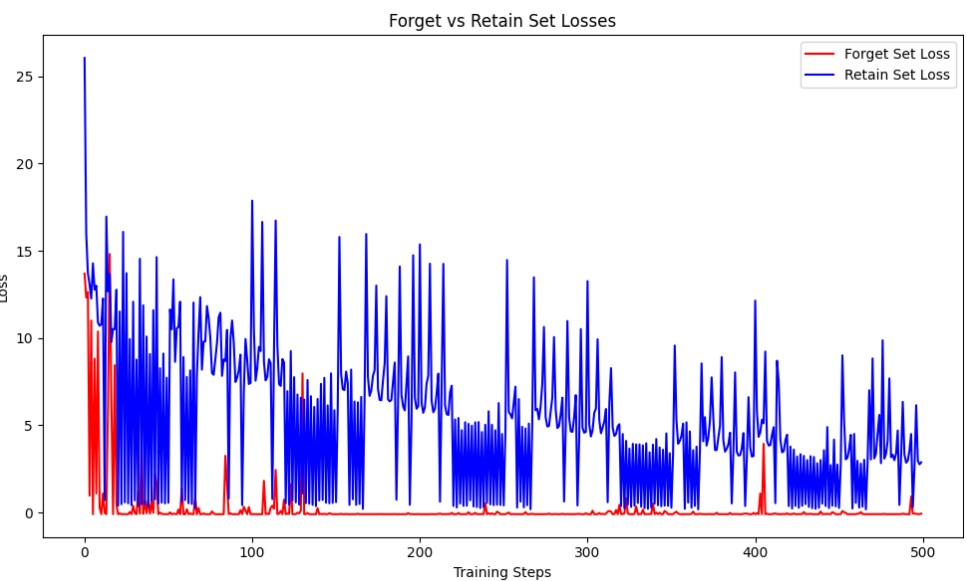 Forget vs Retain Set Losses
Forget Set Loss
Retain Set Loss
25
20
15
10
5
0
Loss
0 100 200 300 400 500
Training Steps